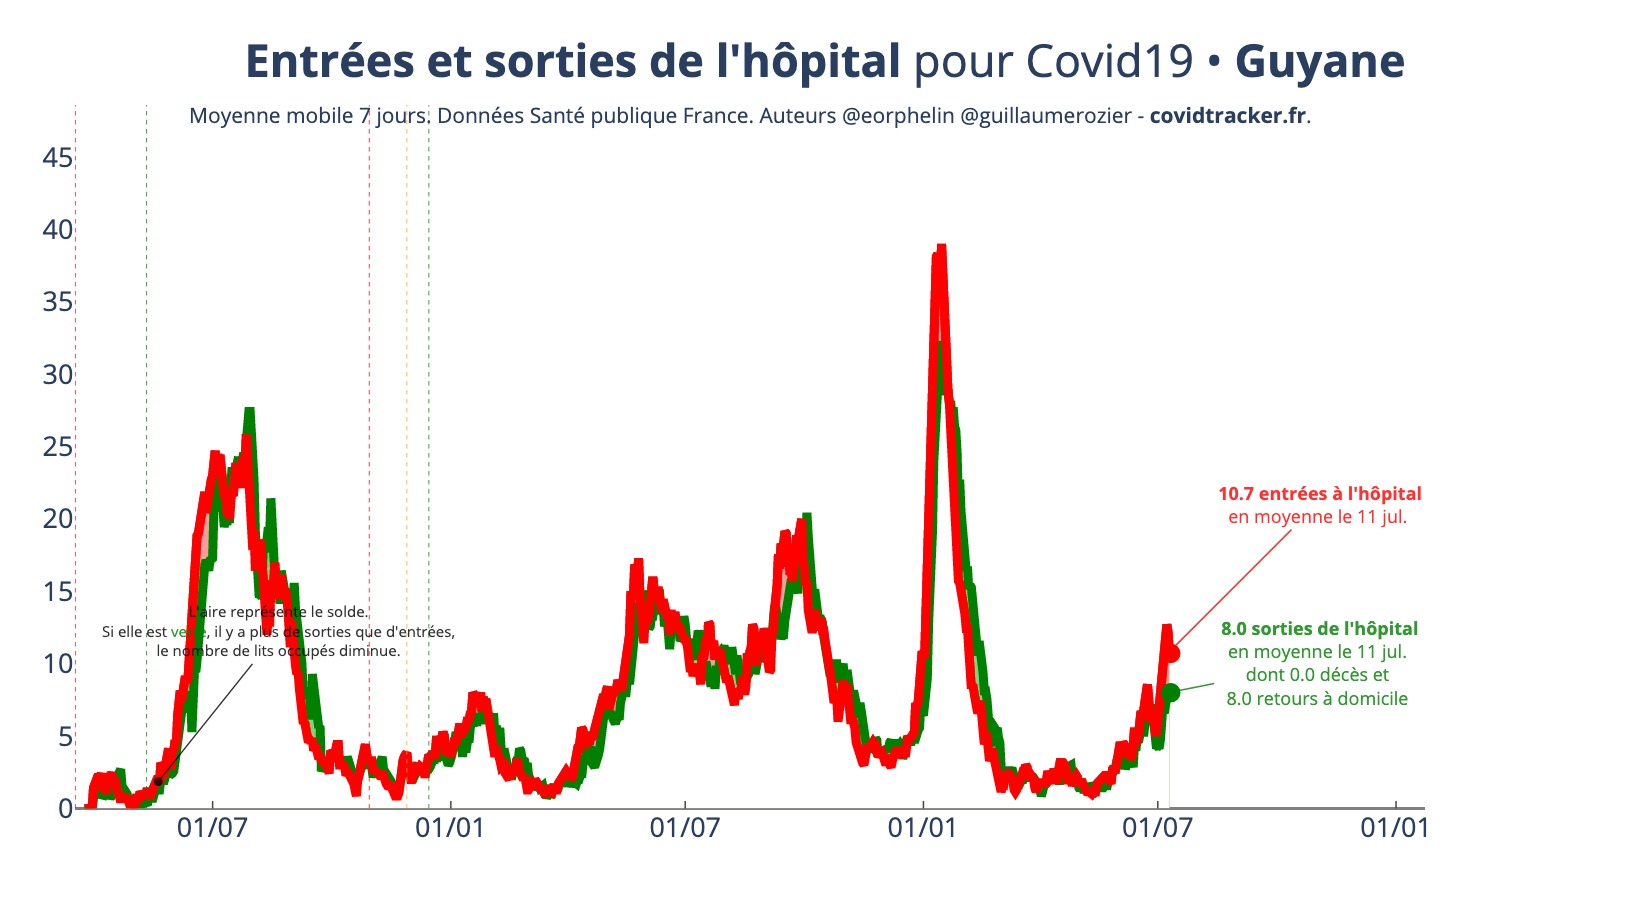 Entrées et sorties de l'hôpital pour Covid19 • Guyane
Moyenne mobile 7 jours. Données Santé publique France. Auteurs @eorphelin @guillaumerozier - covidtracker.fr.
45
40
35
30
25
20
15
10
5
0
10.7 entrées à l'hôpital
en moyenne le 11 jul.
8.0 sorties de l'hôpital
en moyenne le 11 jul.
dont 0.0 décès et
8.0 retours à domicile
L'aire représente le solde.
Si elle est verte, il y a plus de sorties que d'entrées,
le nombre de lits occupés diminue.
01/07 01/01 01/07 01/01 01/07 01/01